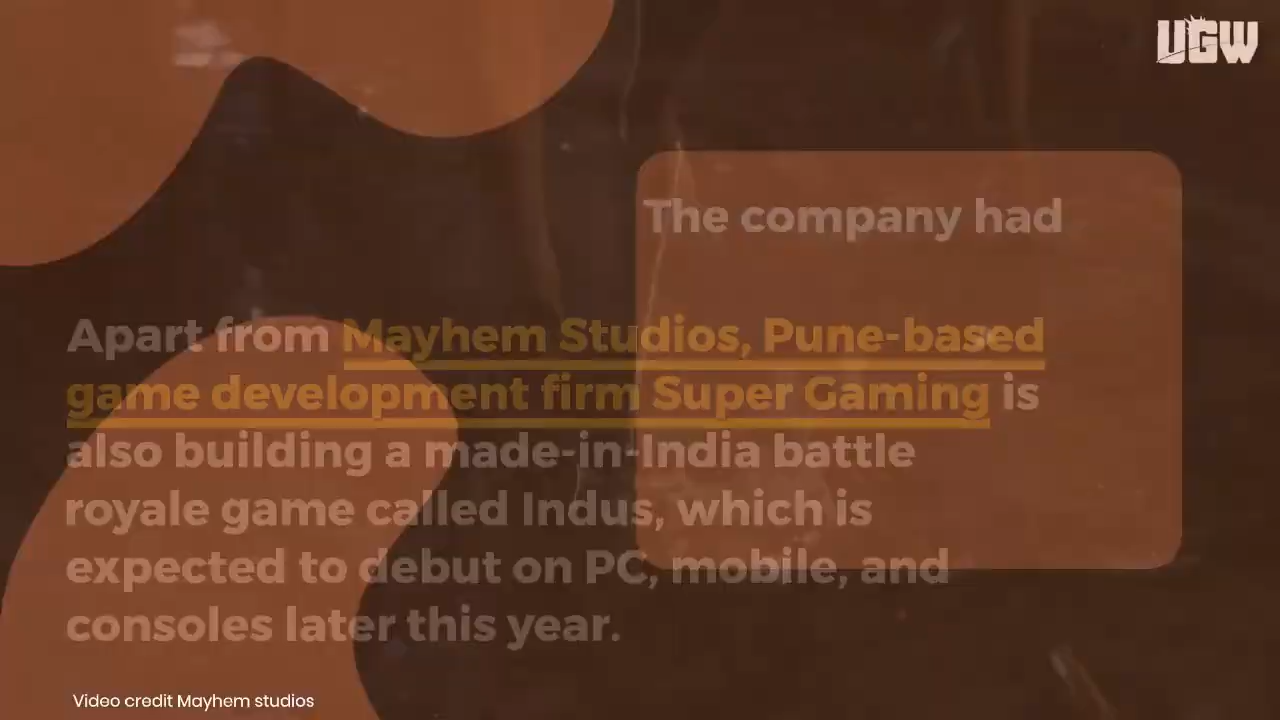 UGW
The company had
Apart from Mayhem Studios, Pune-based
game development firm Super Gaming is
also building a made-in-India battle
royale game called Indus, which is
expected to debut on PC, mobile, and
consoles later this year.
Video credit Mayhem studios